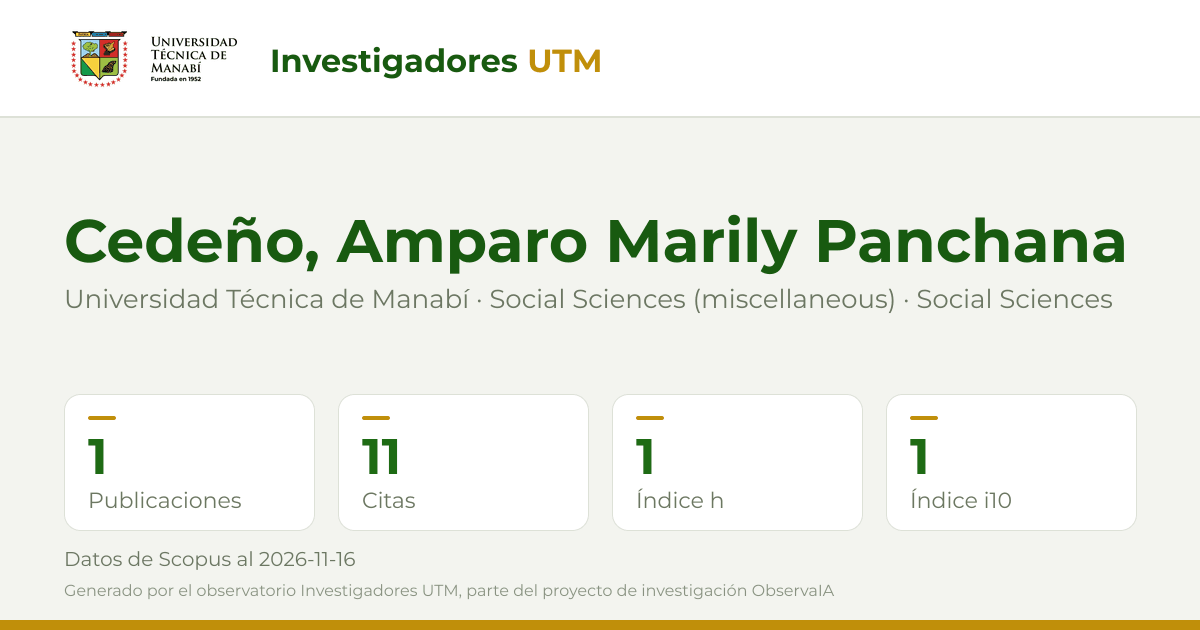 UNIVERSIDAD
TÉCNICA DE
MANABÍ
Fundada en 1952
Investigadores UTM
Cedeño, Amparo Marily Panchana
Universidad Técnica de Manabí · Social Sciences (miscellaneous) · Social Sciences
1
Publicaciones
11
Citas
1
Índice h
1
Índice i10
Datos de Scopus al 2026-11-16
Generado por el observatorio Investigadores UTM, parte del proyecto de investigación ObservaIA